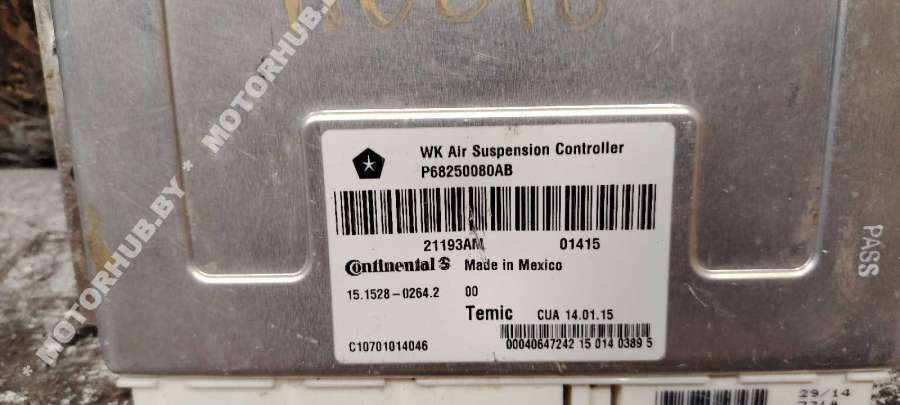 WK Air Suspension Controller
P68250080AB
21193AM 01415
Continental Made in Mexico
15.1528-0264.2 00
Temic CUA 14.01.15
C10701014046 00040647242 15 014 0389 5
PASS
29/14
MOTORHUB.BY * MOTORHUB.BY